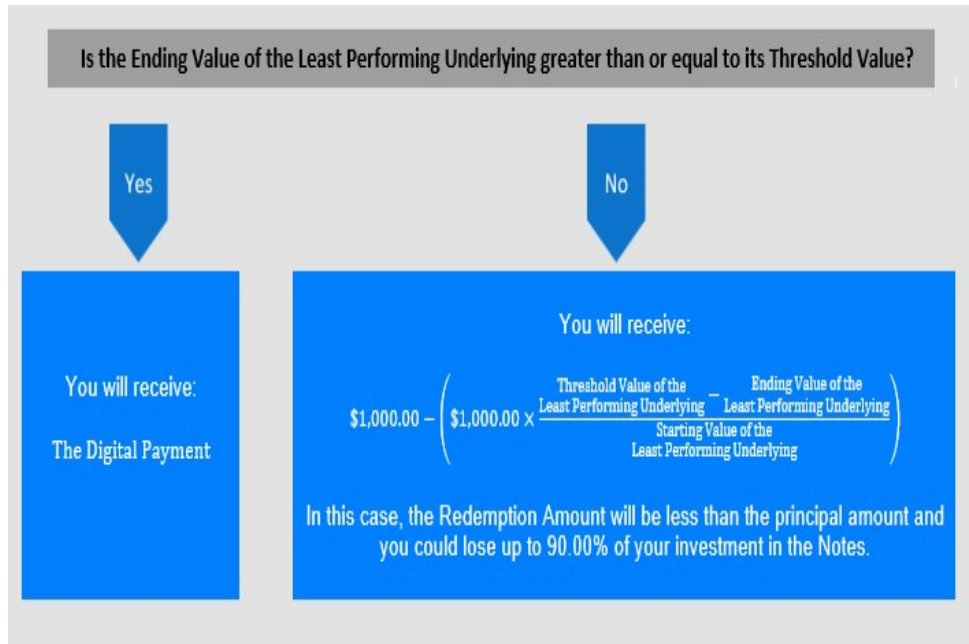 Is the Ending Value of the Least Performing Underlying greater than or equal to its Threshold Value?
Yes
No
You will receive:
The Digital Payment
You will receive:
$1,000.00 − ( $1,000.00 × (Threshold Value of the Least Performing Underlying − Ending Value of the Least Performing Underlying) / Starting Value of the Least Performing Underlying )
In this case, the Redemption Amount will be less than the principal amount and
you could lose up to 90.00% of your investment in the Notes.